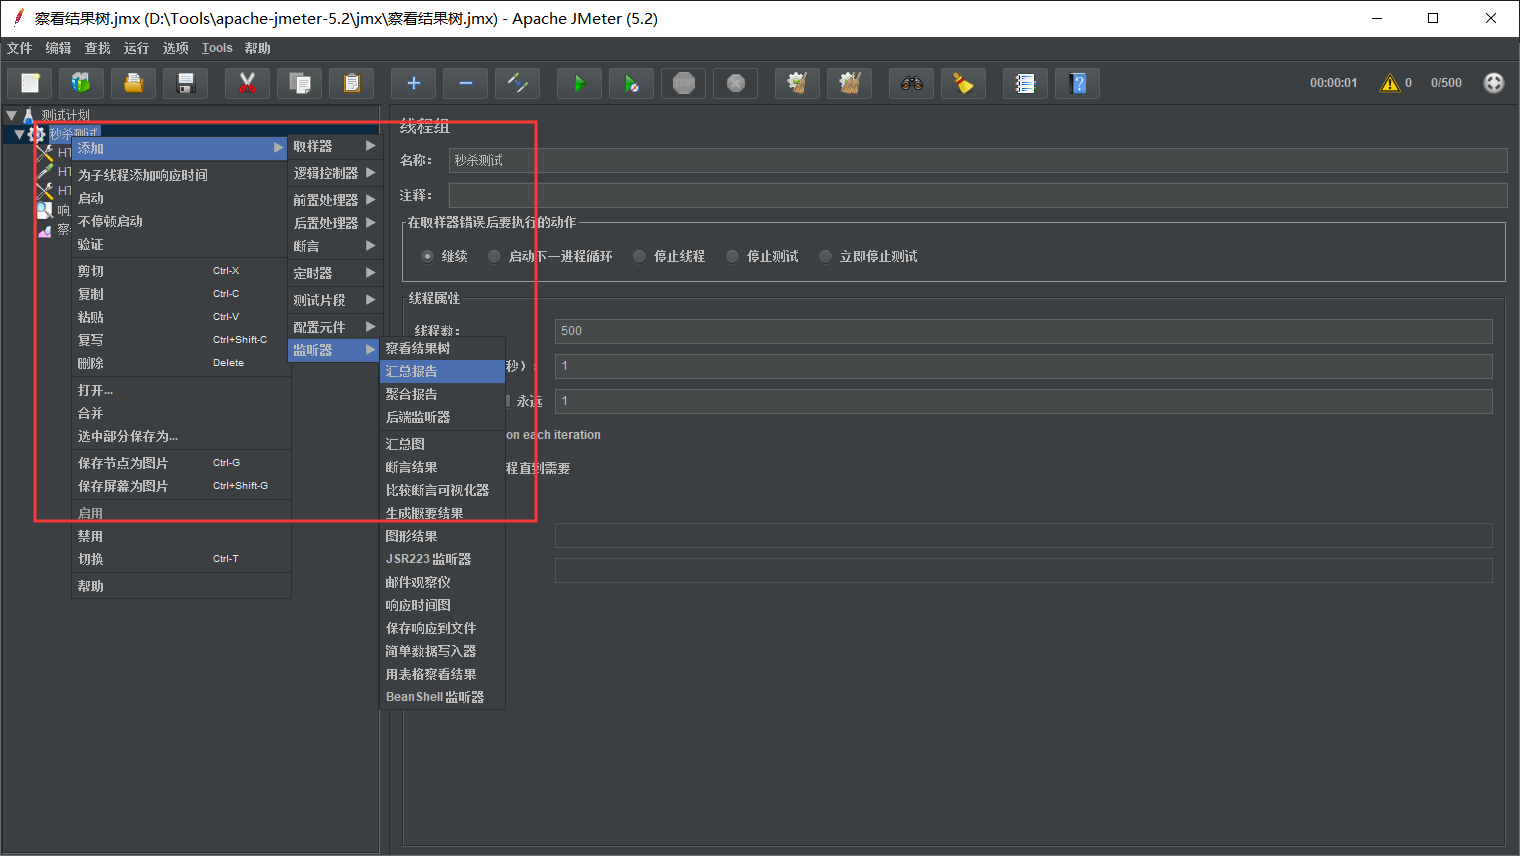 察看结果树.jmx (D:\Tools\apache-jmeter-5.2\jmx\察看结果树.jmx) - Apache JMeter (5.2)
文件 编辑 查找 运行 选项 Tools 帮助
00:00:01 0 0/500
测试计划
秒杀测试
HT
HT
HT
响
察
添加
为子线程添加响应时间
启动
不停顿启动
验证
剪切 Ctrl-X
复制 Ctrl-C
粘贴 Ctrl-V
复写 Ctrl+Shift-C
删除 Delete
打开...
合并
选中部分保存为...
保存节点为图片 Ctrl-G
保存屏幕为图片 Ctrl+Shift-G
启用
禁用
切换 Ctrl-T
帮助
取样器
逻辑控制器
前置处理器
后置处理器
断言
定时器
测试片段
配置元件
监听器
察看结果树
汇总报告
聚合报告
后端监听器
汇总图
断言结果
比较断言可视化器
生成概要结果
图形结果
JSR223 监听器
邮件观察仪
响应时间图
保存响应到文件
简单数据写入器
用表格察看结果
BeanShell 监听器
线程组
名称: 秒杀测试
注释:
在取样器错误后要执行的动作
继续 启动下一进程循环 停止线程 停止测试 立即停止测试
线程属性
线程数: 500
秒): 1
永远 1
on each iteration
程直到需要